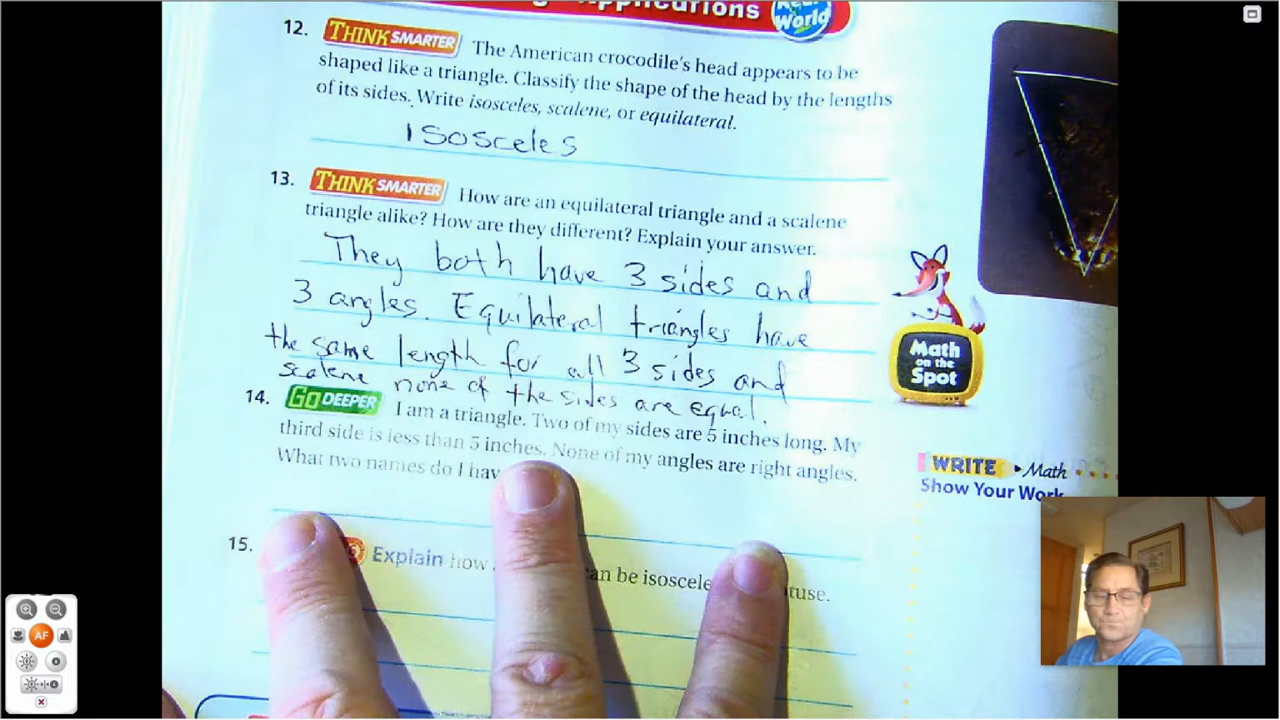 Applications
Real World
12. THINK SMARTER The American crocodile's head appears to be
shaped like a triangle. Classify the shape of the head by the lengths
of its sides. Write isosceles, scalene, or equilateral.
Isosceles
13. THINK SMARTER How are an equilateral triangle and a scalene
triangle alike? How are they different? Explain your answer.
They both have 3 sides and
3 angles. Equilateral triangles have
the same length for all 3 sides and
scalene none of the sides are equal.
Math
on the
Spot
14. GO DEEPER I am a triangle. Two of my sides are 5 inches long. My
third side is less than 5 inches. None of my angles are right angles.
What two names do I hav
WRITE Math
Show Your Work
15. Explain how can be isoscele tuse.
AF